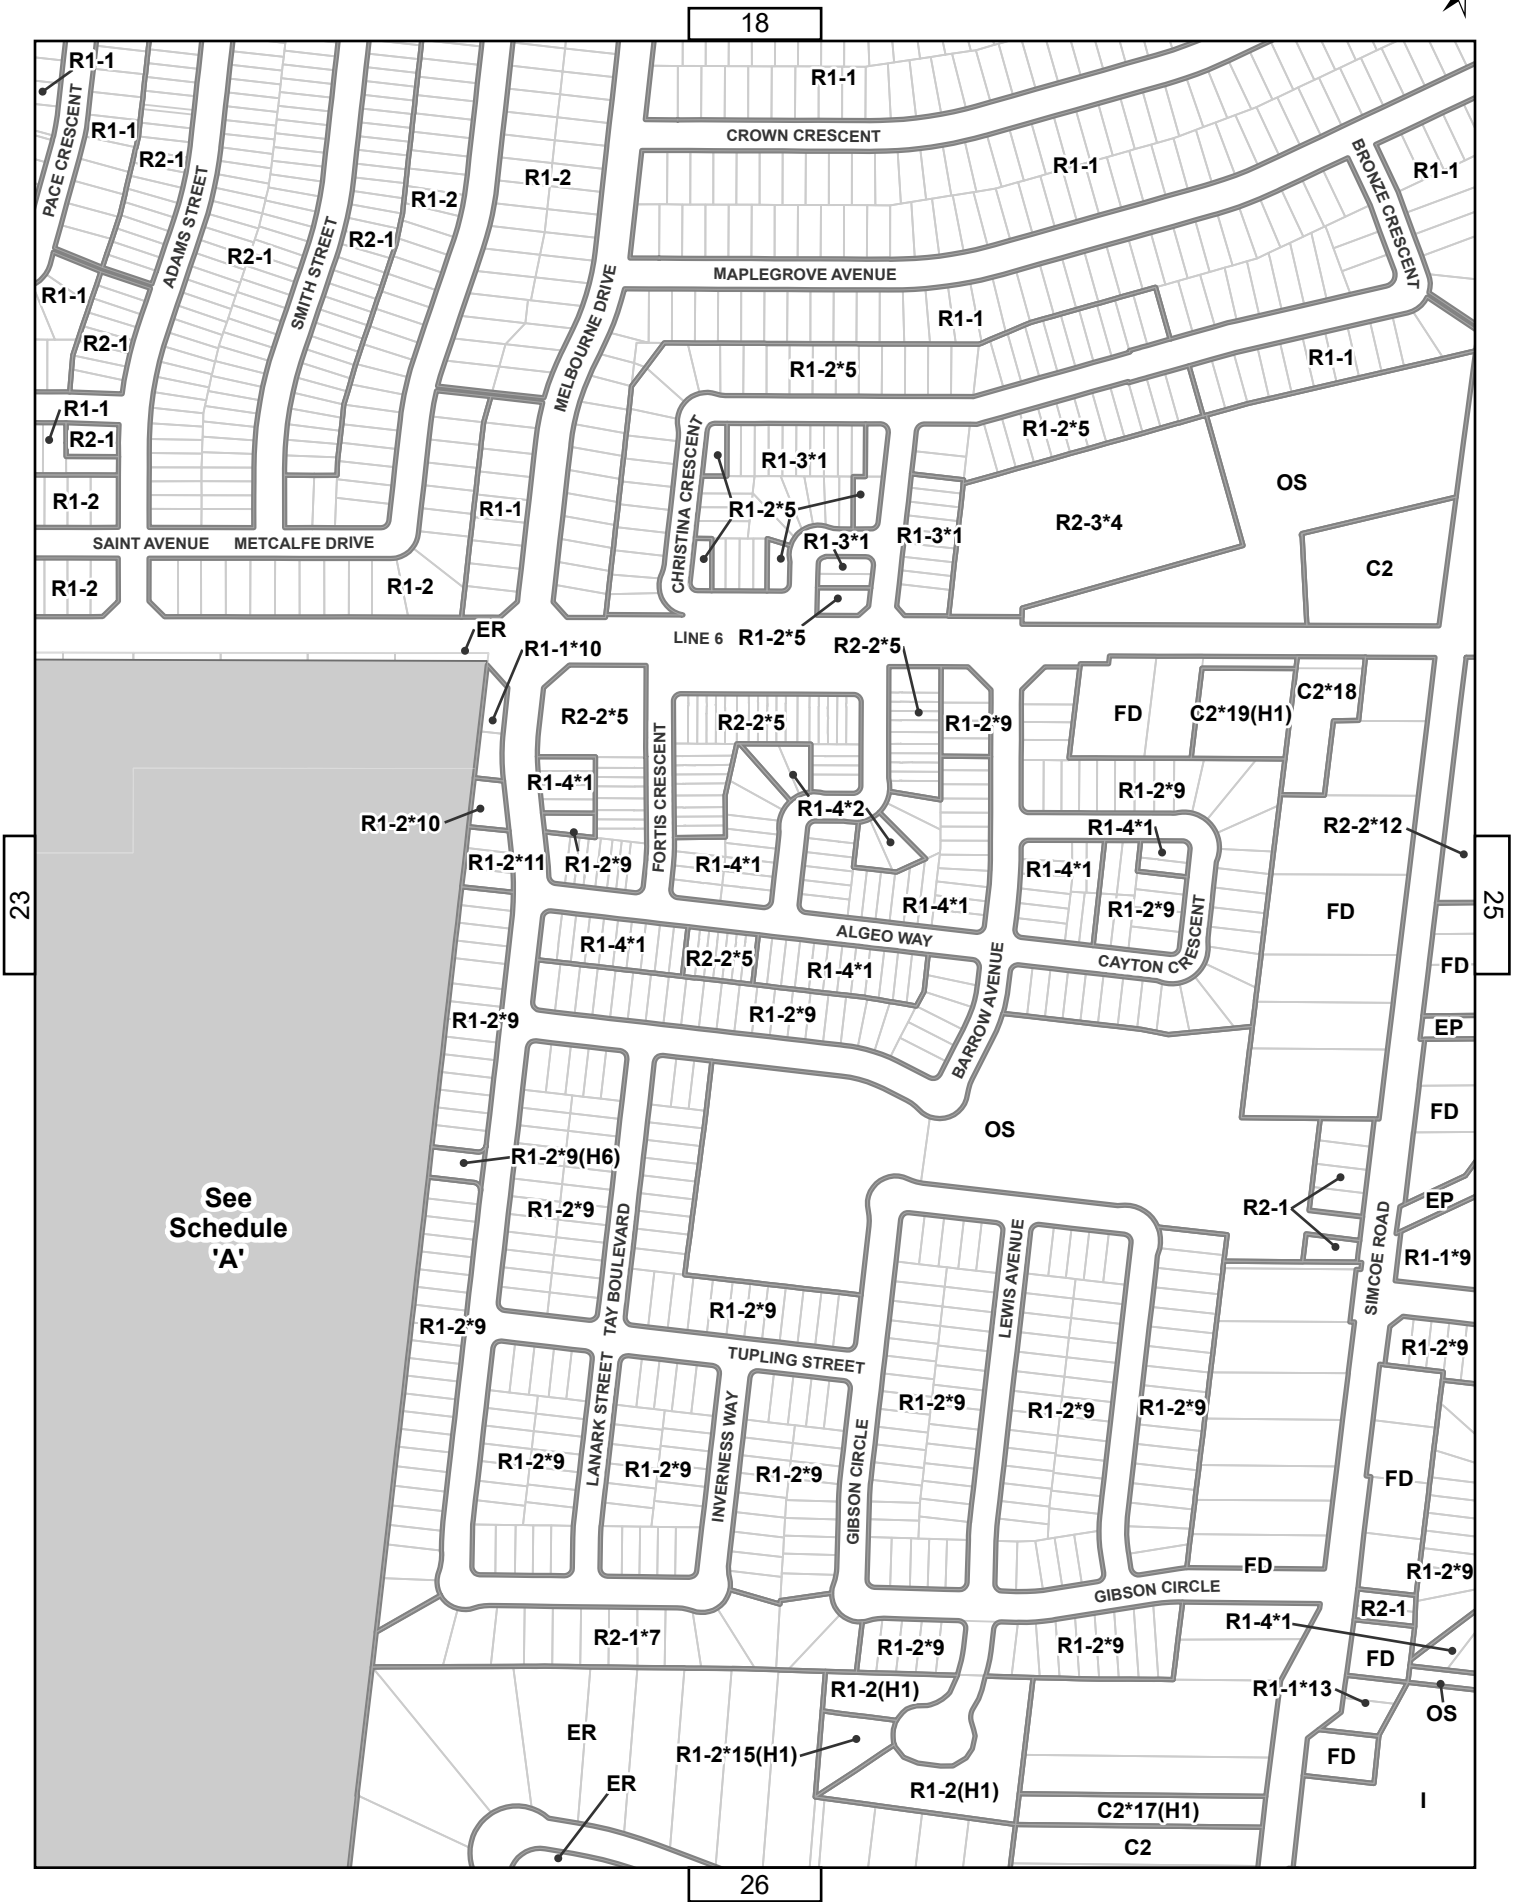 18
R1-1
R1-1
CROWN CRESCENT
PACE CRESCENT
R1-1
R2-1
ADAMS STREET
R1-2
R1-2
R1-1
BRONZE CRESCENT
R1-1
R2-1
SMITH STREET
R2-1
MAPLEGROVE AVENUE
R1-1
R2-1
MELBOURNE DRIVE
R1-1
R1-1
R1-2*5
R1-1
R2-1
R1-2
R1-1
CHRISTINA CRESCENT
R1-3*1
R1-2*5
R1-2*5
OS
R2-3*4
R1-3*1
R1-3*1
C2
SAINT AVENUE
METCALFE DRIVE
R1-2
R1-2
ER
LINE 6
R1-2*5
R2-2*5
R1-1*10
R2-2*5
R2-2*5
R1-2*9
FD
C2*19(H1)
C2*18
FORTIS CRESCENT
R1-4*1
R1-2*9
R1-2*10
R1-4*2
R1-4*1
R2-2*12
R1-2*11
R1-2*9
R1-4*1
R1-4*1
R1-2*9
R1-4*1
FD
23
25
ALGEO WAY
CAYTON CRESCENT
R1-4*1
R2-2*5
R1-4*1
BARROW AVENUE
FD
R1-2*9
R1-2*9
EP
FD
OS
R1-2*9(H6)
See
Schedule
'A'
R1-2*9
TAY BOULEVARD
R2-1
EP
SIMCOE ROAD
LEWIS AVENUE
R1-1*9
R1-2*9
R1-2*9
R1-2*9
TUPLING STREET
LANARK STREET
INVERNESS WAY
GIBSON CIRCLE
R1-2*9
R1-2*9
R1-2*9
R1-2*9
R1-2*9
R1-2*9
FD
FD
R1-2*9
GIBSON CIRCLE
R2-1
R1-4*1
R2-1*7
R1-2*9
R1-2*9
FD
R1-2(H1)
R1-1*13
OS
ER
R1-2*15(H1)
FD
ER
R1-2(H1)
C2*17(H1)
I
C2
26